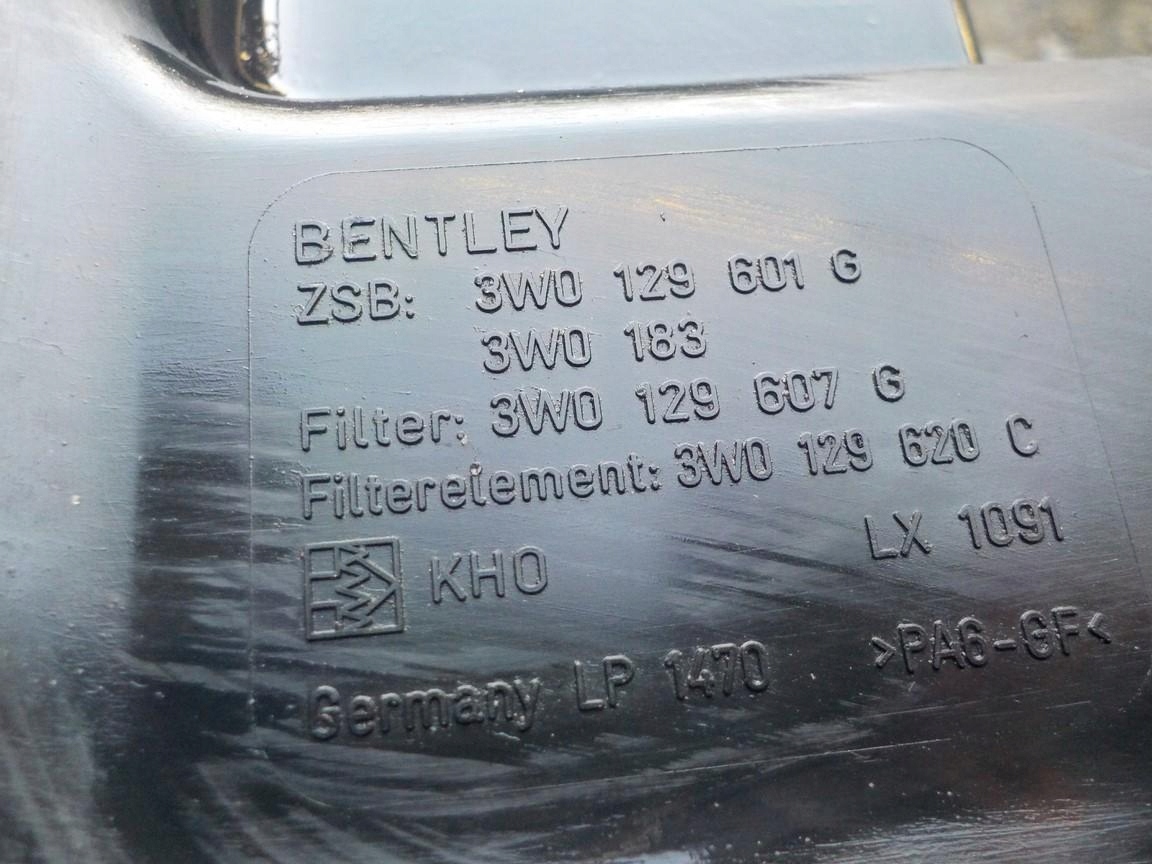 BENTLEY
ZSB: 3W0 129 601 G
3W0 183
Filter: 3W0 129 607 G
Filterelement: 3W0 129 620 C
LX 1091
KHO
Germany LP 1470 >PA6-GF<